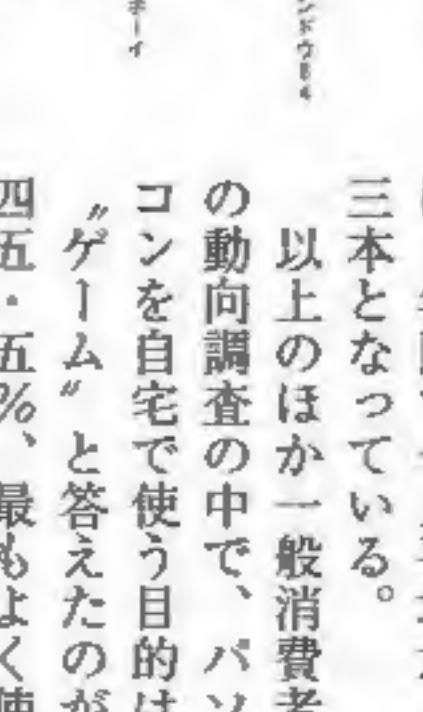 三本となっている。
以上のほか一般消費者
の動向調査の中で、パソ
コンを自宅で使う目的は
〝ゲーム〟と答えたのが
四五・五％、最もよく使